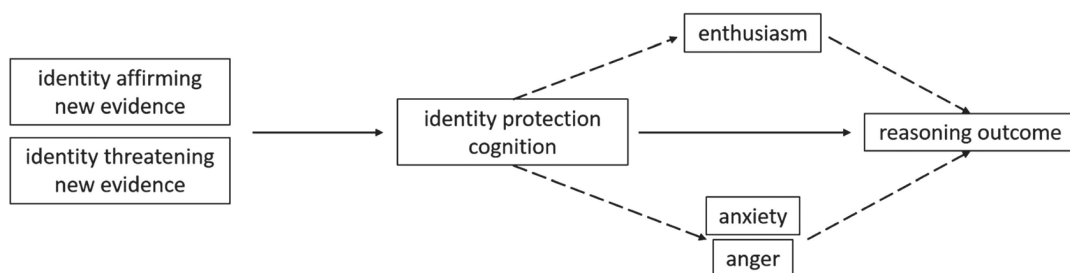 identity affirming
new evidence
identity threatening
new evidence
identity protection
cognition
enthusiasm
anxiety
anger
reasoning outcome